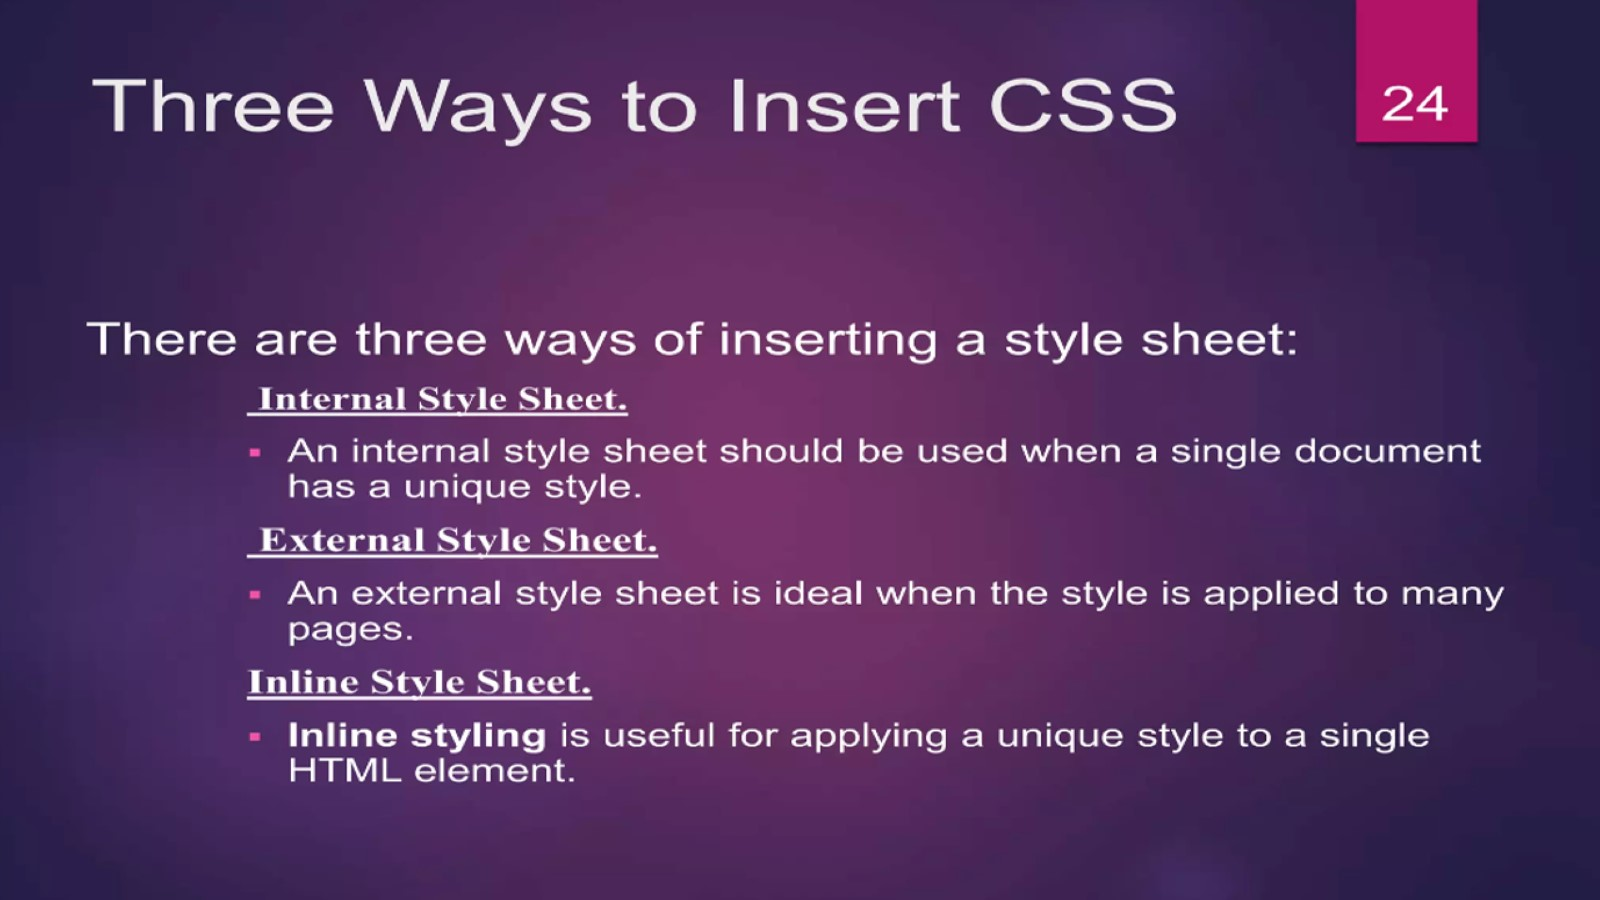 Three Ways to Insert CSS
24
There are three ways of inserting a style sheet:
Internal Style Sheet.
▪ An internal style sheet should be used when a single document
has a unique style.
External Style Sheet.
▪ An external style sheet is ideal when the style is applied to many
pages.
Inline Style Sheet.
▪ Inline styling is useful for applying a unique style to a single
HTML element.